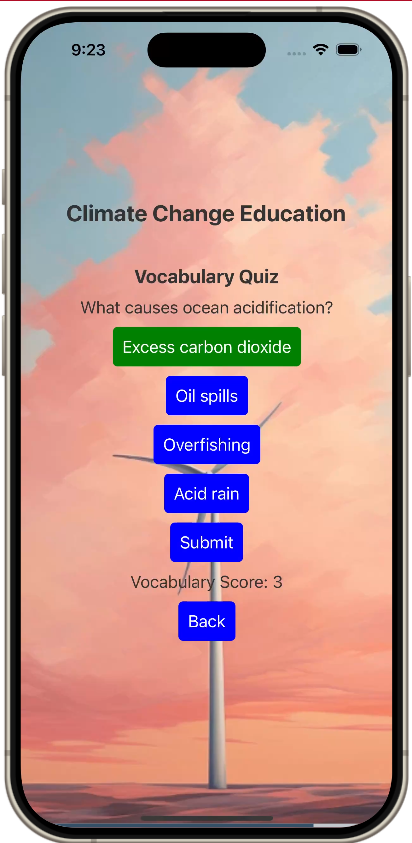 9:23
Climate Change Education
Vocabulary Quiz
What causes ocean acidification?
Excess carbon dioxide
Oil spills
Overfishing
Acid rain
Submit
Vocabulary Score: 3
Back